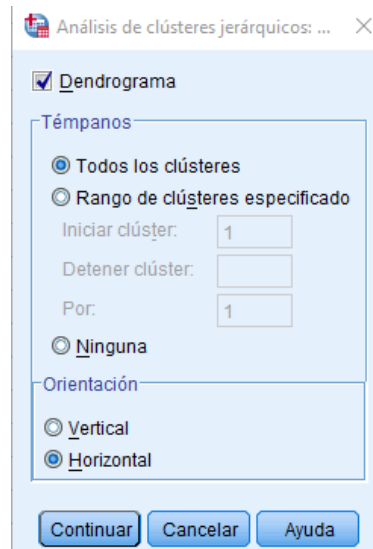 Análisis de clústeres jerárquicos: ...
Dendrograma
Témpanos
Todos los clústeres
Rango de clústeres especificado
Iniciar clúster: 1
Detener clúster:
Por: 1
Ninguna
Orientación
Vertical
Horizontal
Continuar Cancelar Ayuda